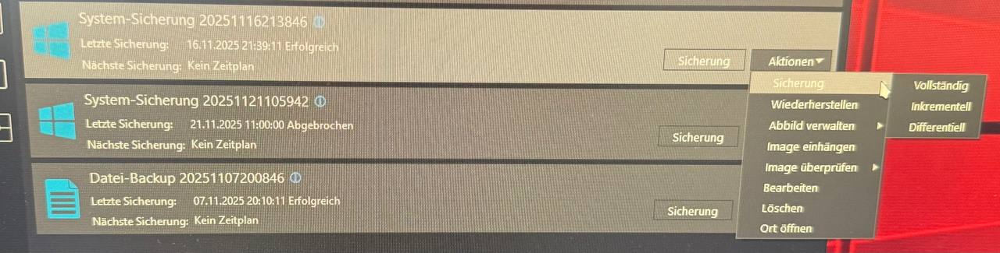 System-Sicherung 20251116213846
Letzte Sicherung: 16.11.2025 21:39:11 Erfolgreich
Nächste Sicherung: Kein Zeitplan
Sicherung Aktionen
System-Sicherung 20251121105942
Letzte Sicherung: 21.11.2025 11:00:00 Abgebrochen
Nächste Sicherung: Kein Zeitplan
Sicherung
Datei-Backup 20251107200846
Letzte Sicherung: 07.11.2025 20:10:11 Erfolgreich
Nächste Sicherung: Kein Zeitplan
Sicherung
Sicherung
Wiederherstellen
Abbild verwalten
Image einhängen
Image überprüfen
Bearbeiten
Löschen
Ort öffnen
Vollständig
Inkrementell
Differentiell